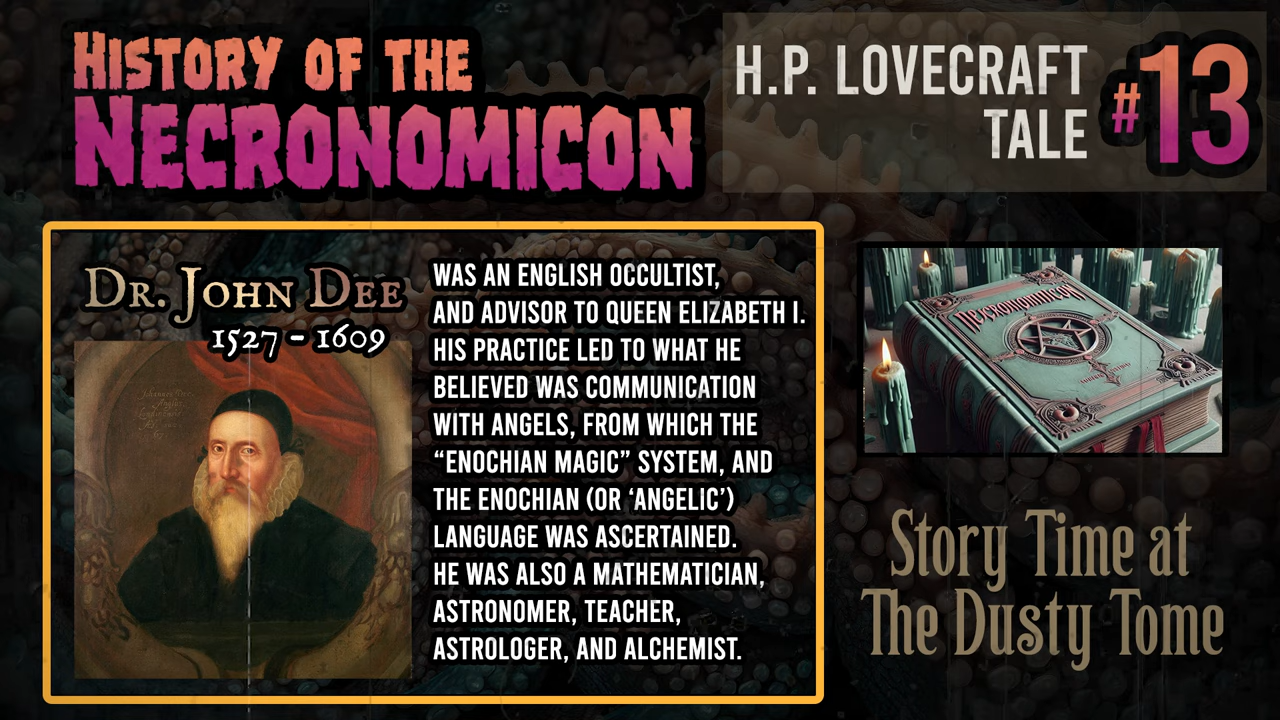 HISTORY OF THE
NECRONOMICON
H.P. LOVECRAFT
TALE #13
DR. JOHN DEE
1527 - 1609
WAS AN ENGLISH OCCULTIST,
AND ADVISOR TO QUEEN ELIZABETH I.
HIS PRACTICE LED TO WHAT HE
BELIEVED WAS COMMUNICATION
WITH ANGELS, FROM WHICH THE
“ENOCHIAN MAGIC” SYSTEM, AND
THE ENOCHIAN (OR ‘ANGELIC’)
LANGUAGE WAS ASCERTAINED.
HE WAS ALSO A MATHEMATICIAN,
ASTRONOMER, TEACHER,
ASTROLOGER, AND ALCHEMIST.
Necronomicon
Story Time at
The Dusty Tome